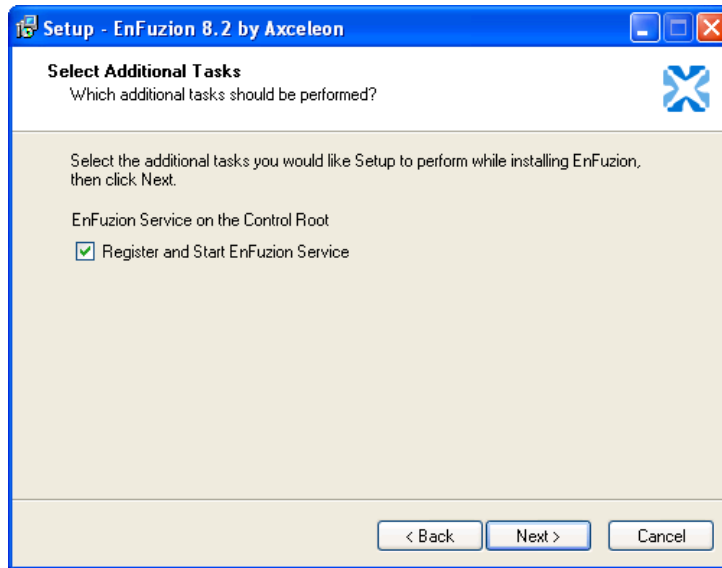 Setup - EnFuzion 8.2 by Axceleon
Select Additional Tasks
Which additional tasks should be performed?
Select the additional tasks you would like Setup to perform while installing EnFuzion,
then click Next.
EnFuzion Service on the Control Root
Register and Start EnFuzion Service
< Back
Next >
Cancel